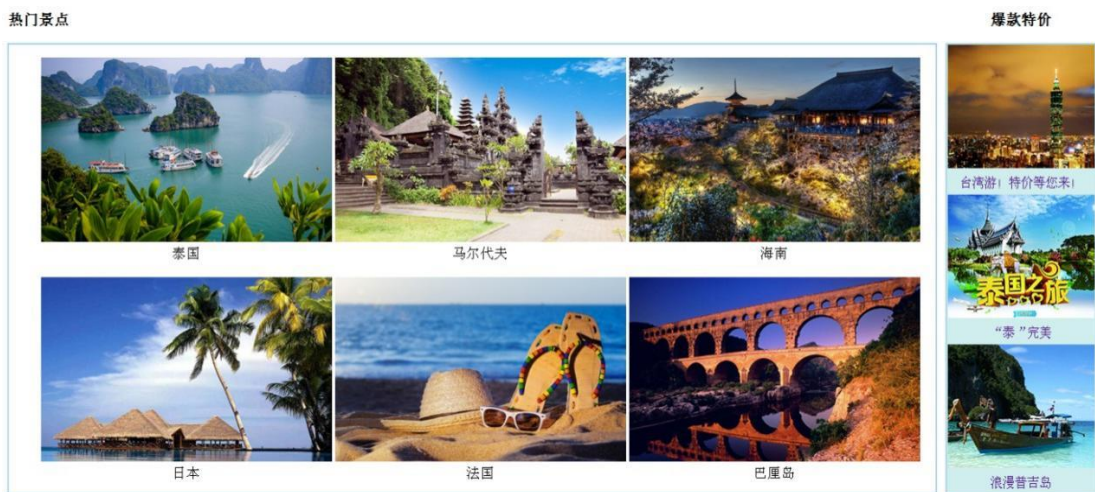 热门景点
爆款特价
泰国
马尔代夫
海南
日本
法国
巴厘岛
台湾游！特价等您来！
泰国之旅
“泰”完美
浪漫普吉岛